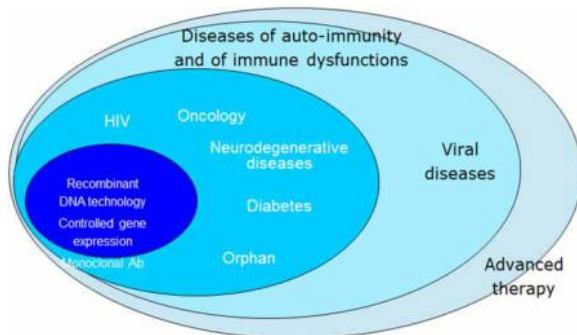 Diseases of auto-immunity
and of immune dysfunctions
HIV
Oncology
Neurodegenerative
diseases
Viral
diseases
Recombinant
DNA technology
Controlled gene
expression
Monoclonal Ab
Diabetes
Orphan
Advanced
therapy